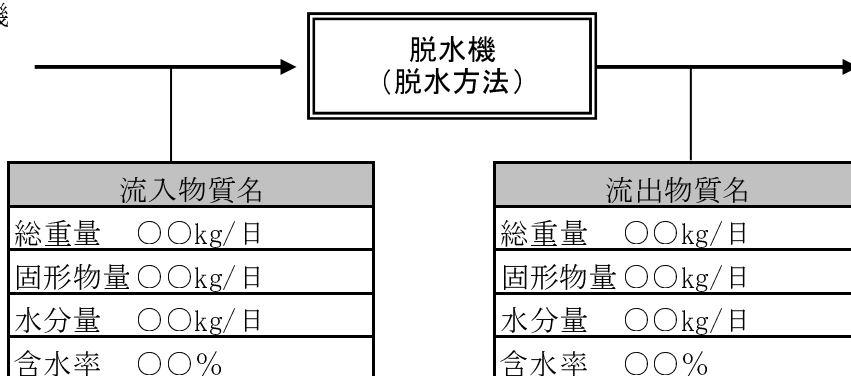 機
脱水機
（脱水方法）
流入物質名
総重量　○○kg/日
固形物量○○kg/日
水分量　○○kg/日
含水率　○○%
流出物質名
総重量　○○kg/日
固形物量○○kg/日
水分量　○○kg/日
含水率　○○%